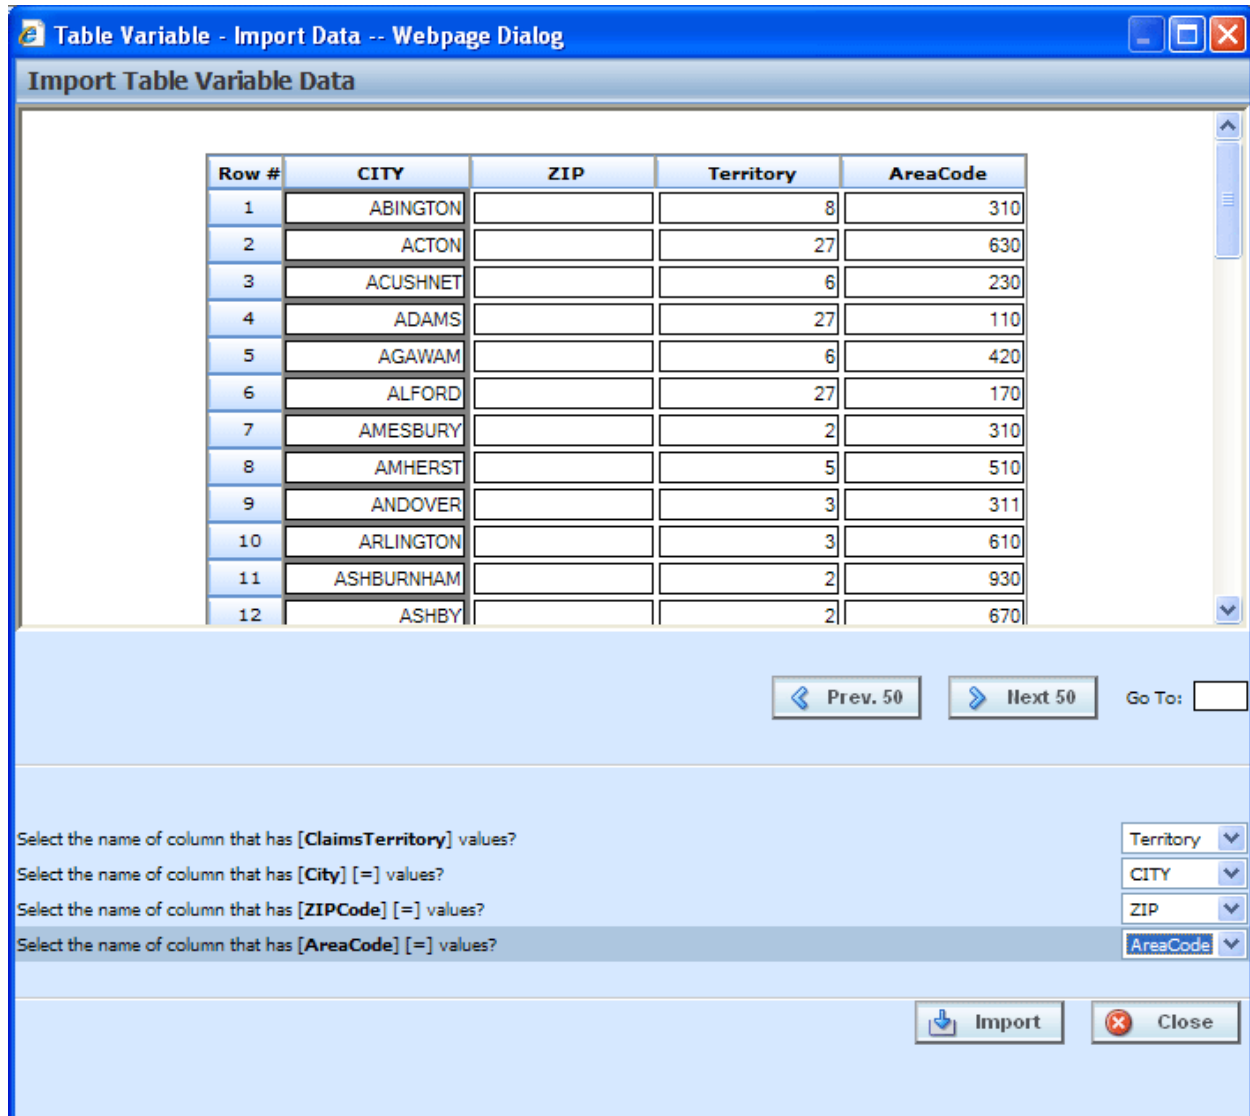 Table Variable - Import Data -- Webpage Dialog
Import Table Variable Data
Row # CITY ZIP Territory AreaCode
1 ABINGTON 8 310
2 ACTON 27 630
3 ACUSHNET 6 230
4 ADAMS 27 110
5 AGAWAM 6 420
6 ALFORD 27 170
7 AMESBURY 2 310
8 AMHERST 5 510
9 ANDOVER 3 311
10 ARLINGTON 3 610
11 ASHBURNHAM 2 930
12 ASHBY 2 670
Prev. 50 Next 50 Go To:
Select the name of column that has [ClaimsTerritory] values? Territory
Select the name of column that has [City] [=] values? CITY
Select the name of column that has [ZIPCode] [=] values? ZIP
Select the name of column that has [AreaCode] [=] values? AreaCode
Import Close